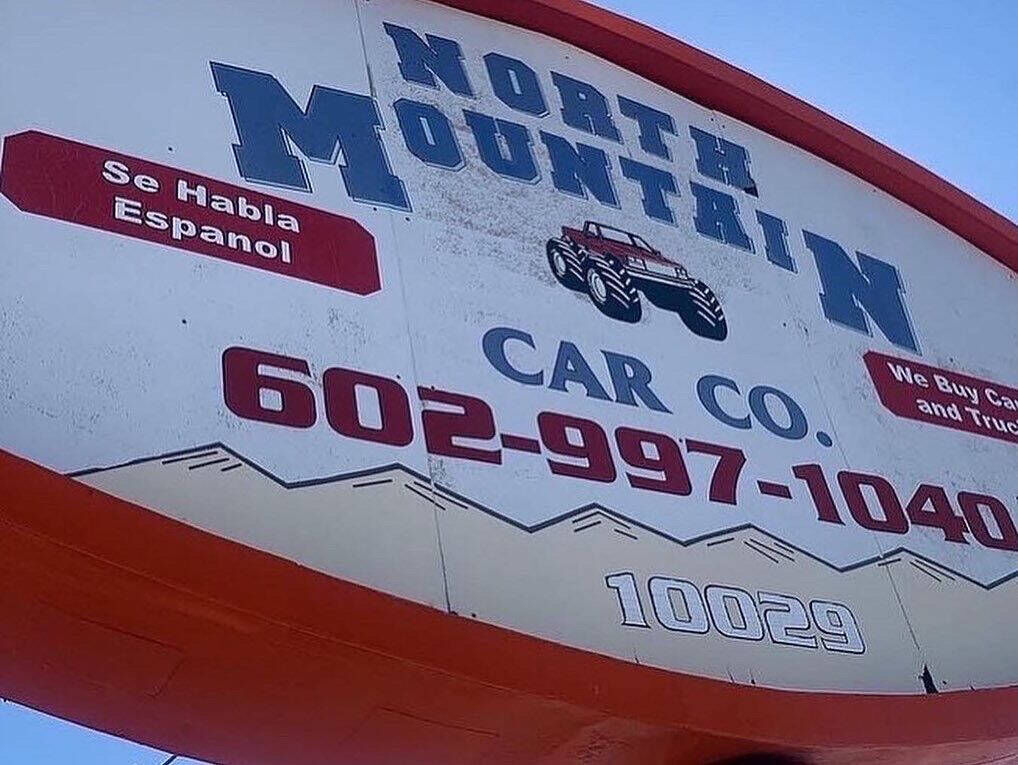 NORTH
MOUNTAIN
Se Habla
Espanol
CAR CO.
We Buy
and
602-997-1040
10029